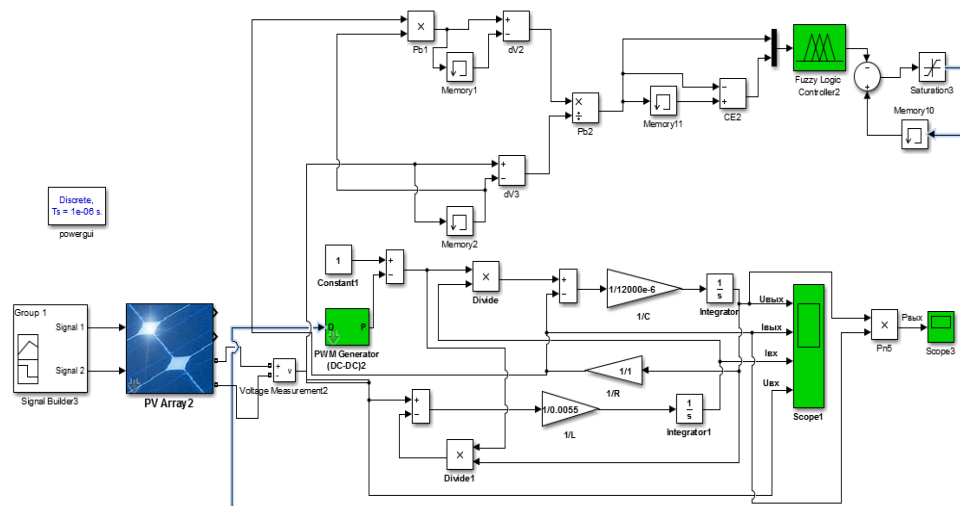 Pb1
dV2
Memory1
Fuzzy Logic
Controller2
Saturation3
Memory10
Pb2
Memory11
CE2
dV3
Memory2
Discrete,
Ts = 1e-06 s.
powergui
1
Constant1
Divide
1/12000e-6
1/C
1
s
Integrator
Uвых
Iвых
Iвх
Uвх
Scope1
Pвых
Pn5
Scope3
D P
PWM Generator
(DC-DC)2
Group 1
Signal 1
Signal 2
Signal Builder3
PV Array2
v
Voltage Measurement2
1/1
1/R
1/0.0055
1/L
1
s
Integrator1
Divide1